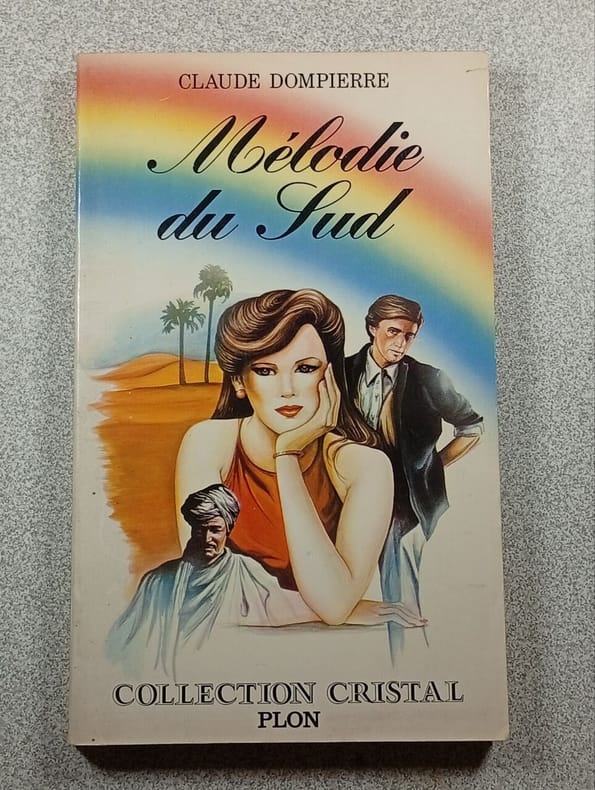 CLAUDE DOMPIERRE
Mélodie
du Sud
COLLECTION CRISTAL
PLON